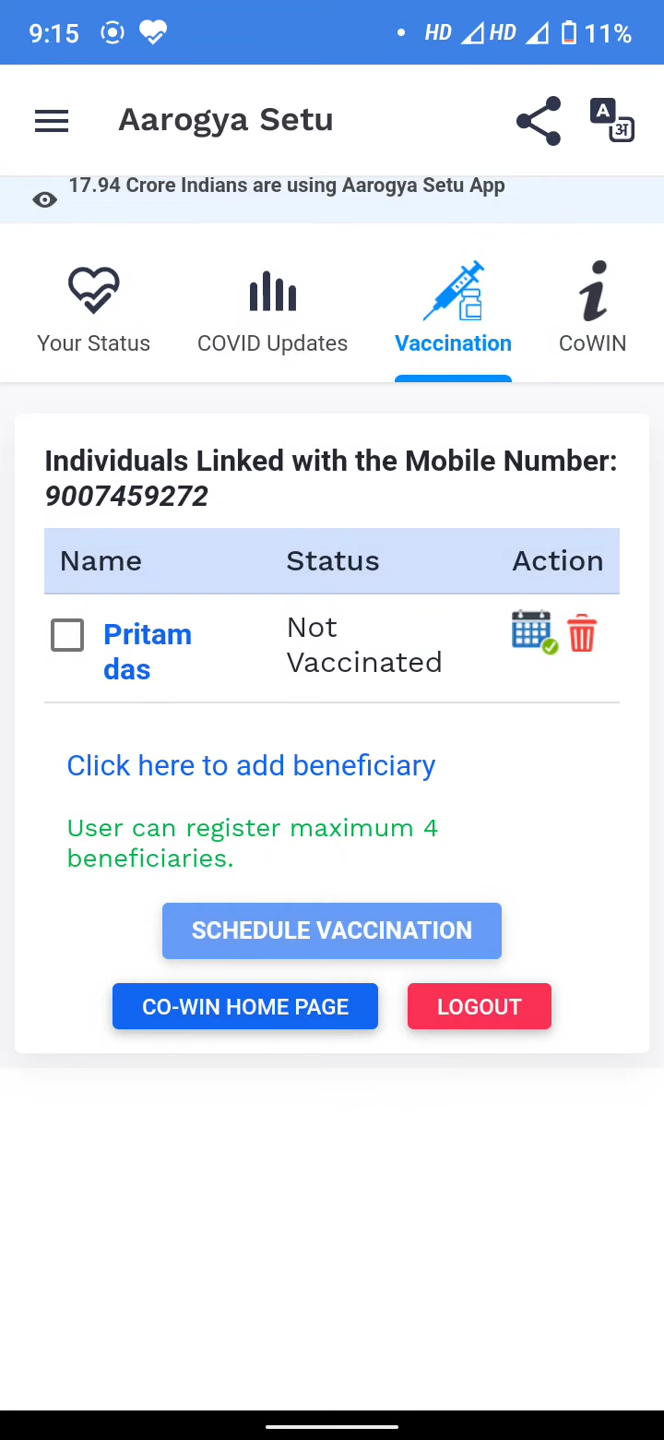 9:15 HD HD 11%
Aarogya Setu
A अ
17.94 Crore Indians are using Aarogya Setu App
Your Status COVID Updates Vaccination CoWIN
Individuals Linked with the Mobile Number:
9007459272
Name Status Action
Pritam Not
das Vaccinated
Click here to add beneficiary
User can register maximum 4
beneficiaries.
SCHEDULE VACCINATION
CO-WIN HOME PAGE LOGOUT